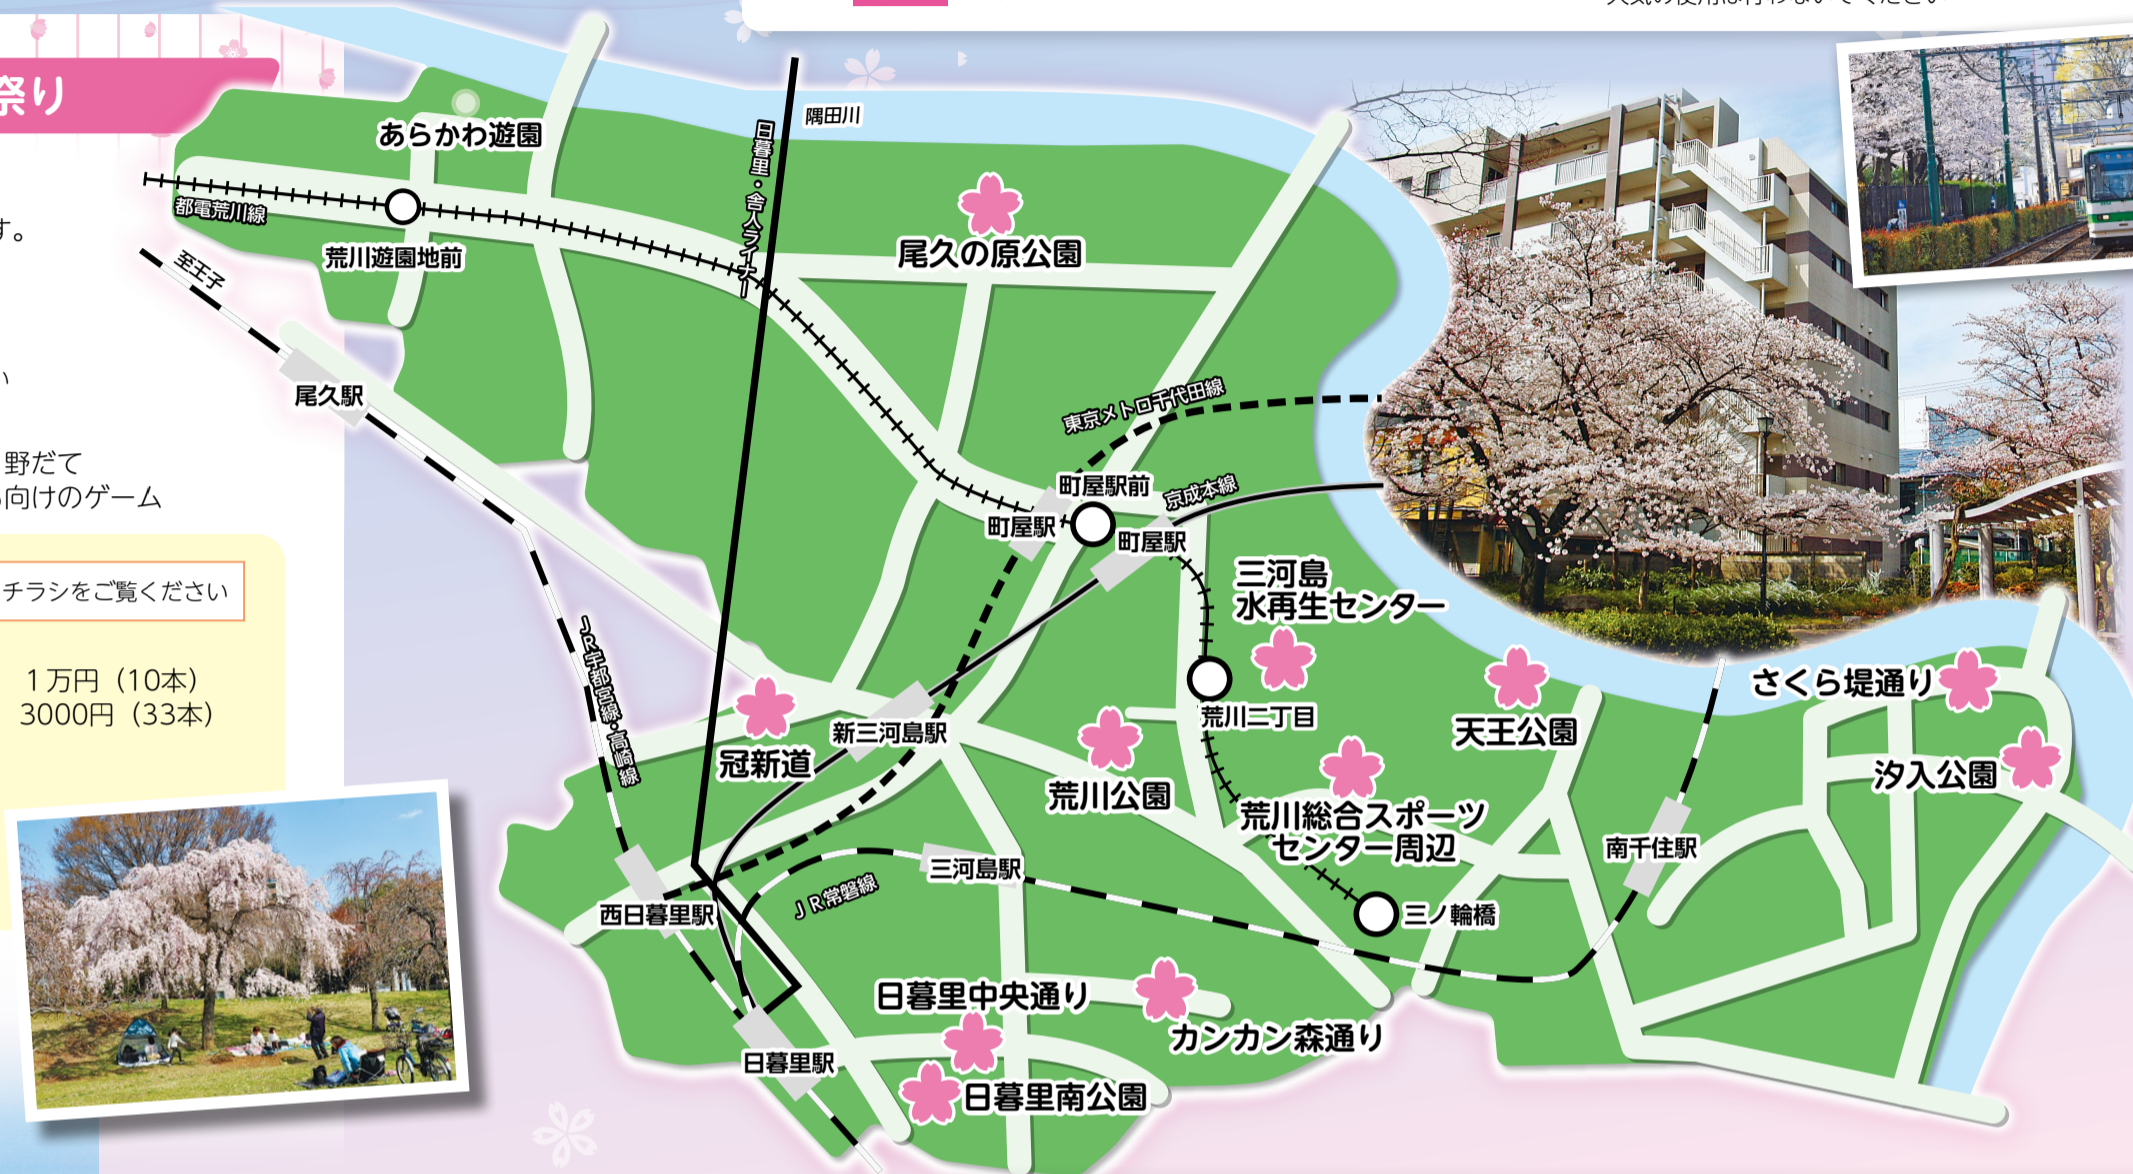 祭り
す。
い
野だて
向けのゲーム
チラシをご覧ください
1万円（10本）
3000円（33本）
隅田川
日暮里・舎人ライナー
あらかわ遊園
都電荒川線
荒川遊園地前
至王子
尾久駅
尾久の原公園
東京メトロ千代田線
町屋駅前
京成本線
町屋駅
町屋駅
三河島
水再生センター
JR宇都宮線・高崎線
荒川二丁目
天王公園
さくら堤通り
汐入公園
新三河島駅
冠新道
荒川公園
荒川総合スポーツ
センター周辺
南千住駅
三河島駅
JR常磐線
西日暮里駅
三ノ輪橋
日暮里中央通り
カンカン森通り
日暮里駅
日暮里南公園